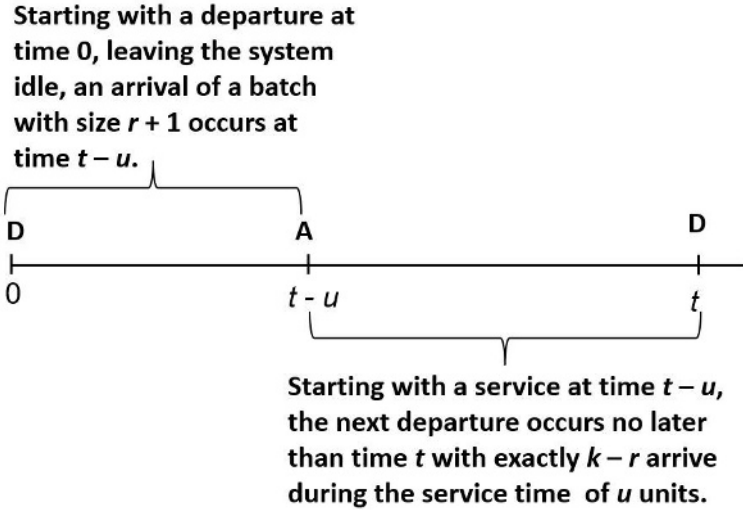 Starting with a departure at
time 0, leaving the system
idle, an arrival of a batch
with size r + 1 occurs at
time t – u.
D
A
D
0
t - u
t
Starting with a service at time t – u,
the next departure occurs no later
than time t with exactly k – r arrive
during the service time of u units.